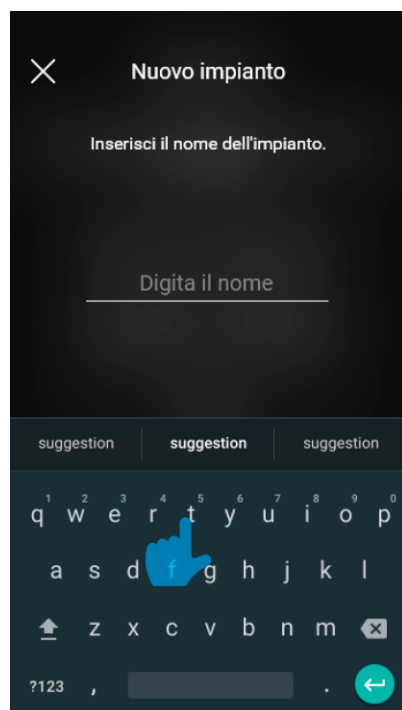 Nuovo impianto
Inserisci il nome dell'impianto.
Digita il nome
suggestion suggestion suggestion
1 2 3 4 5 6 7 8 9 0
q w e r t y u i o p
a s d f g h j k l
z x c v b n m
?123 , .